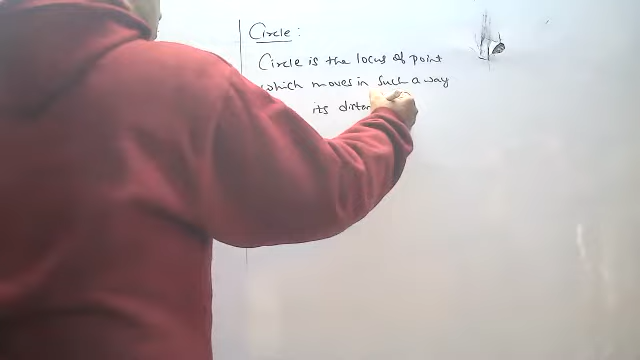 Circle :
Circle is the locus of point
which moves in such a way
its distan